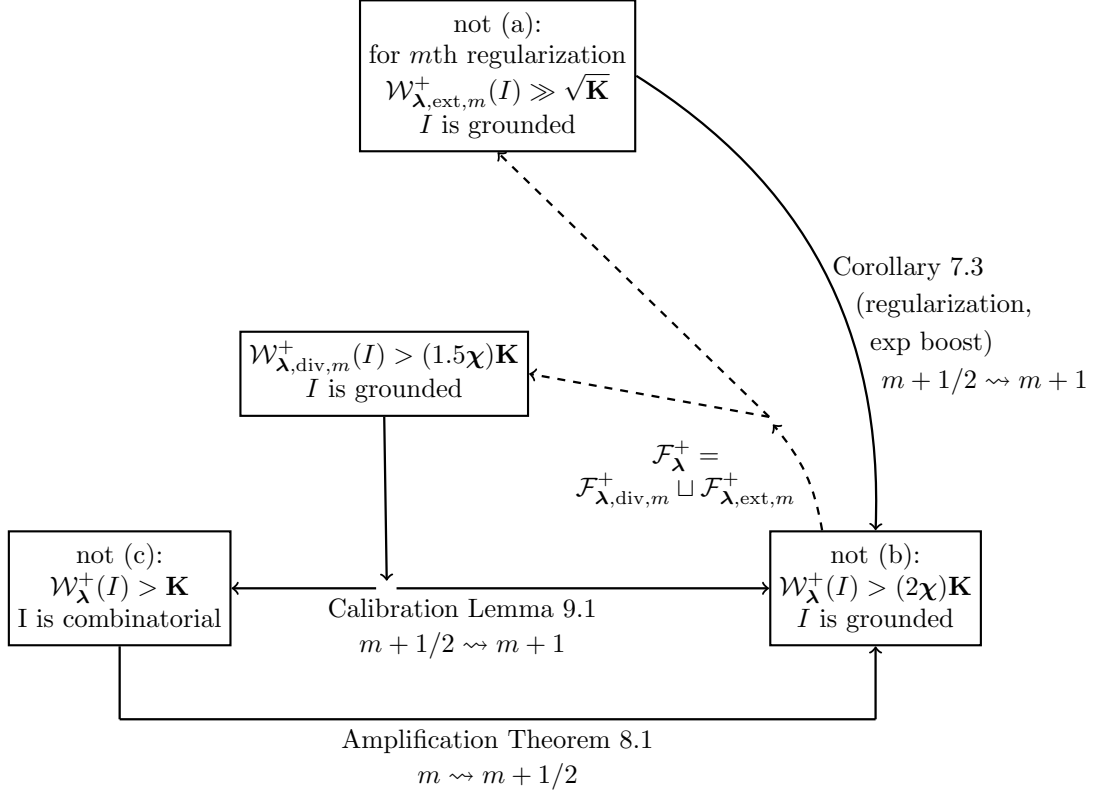 not (a):
for mth regularization
𝒲⁺_{λ,ext,m}(I) ≫ √K
I is grounded
Corollary 7.3
(regularization,
exp boost)
m + 1/2 ⇝ m + 1
𝒲⁺_{λ,div,m}(I) > (1.5χ)K
I is grounded
ℱ⁺_λ =
ℱ⁺_{λ,div,m} ⊔ ℱ⁺_{λ,ext,m}
not (c):
𝒲⁺_λ(I) > K
I is combinatorial
not (b):
𝒲⁺_λ(I) > (2χ)K
I is grounded
Calibration Lemma 9.1
m + 1/2 ⇝ m + 1
Amplification Theorem 8.1
m ⇝ m + 1/2